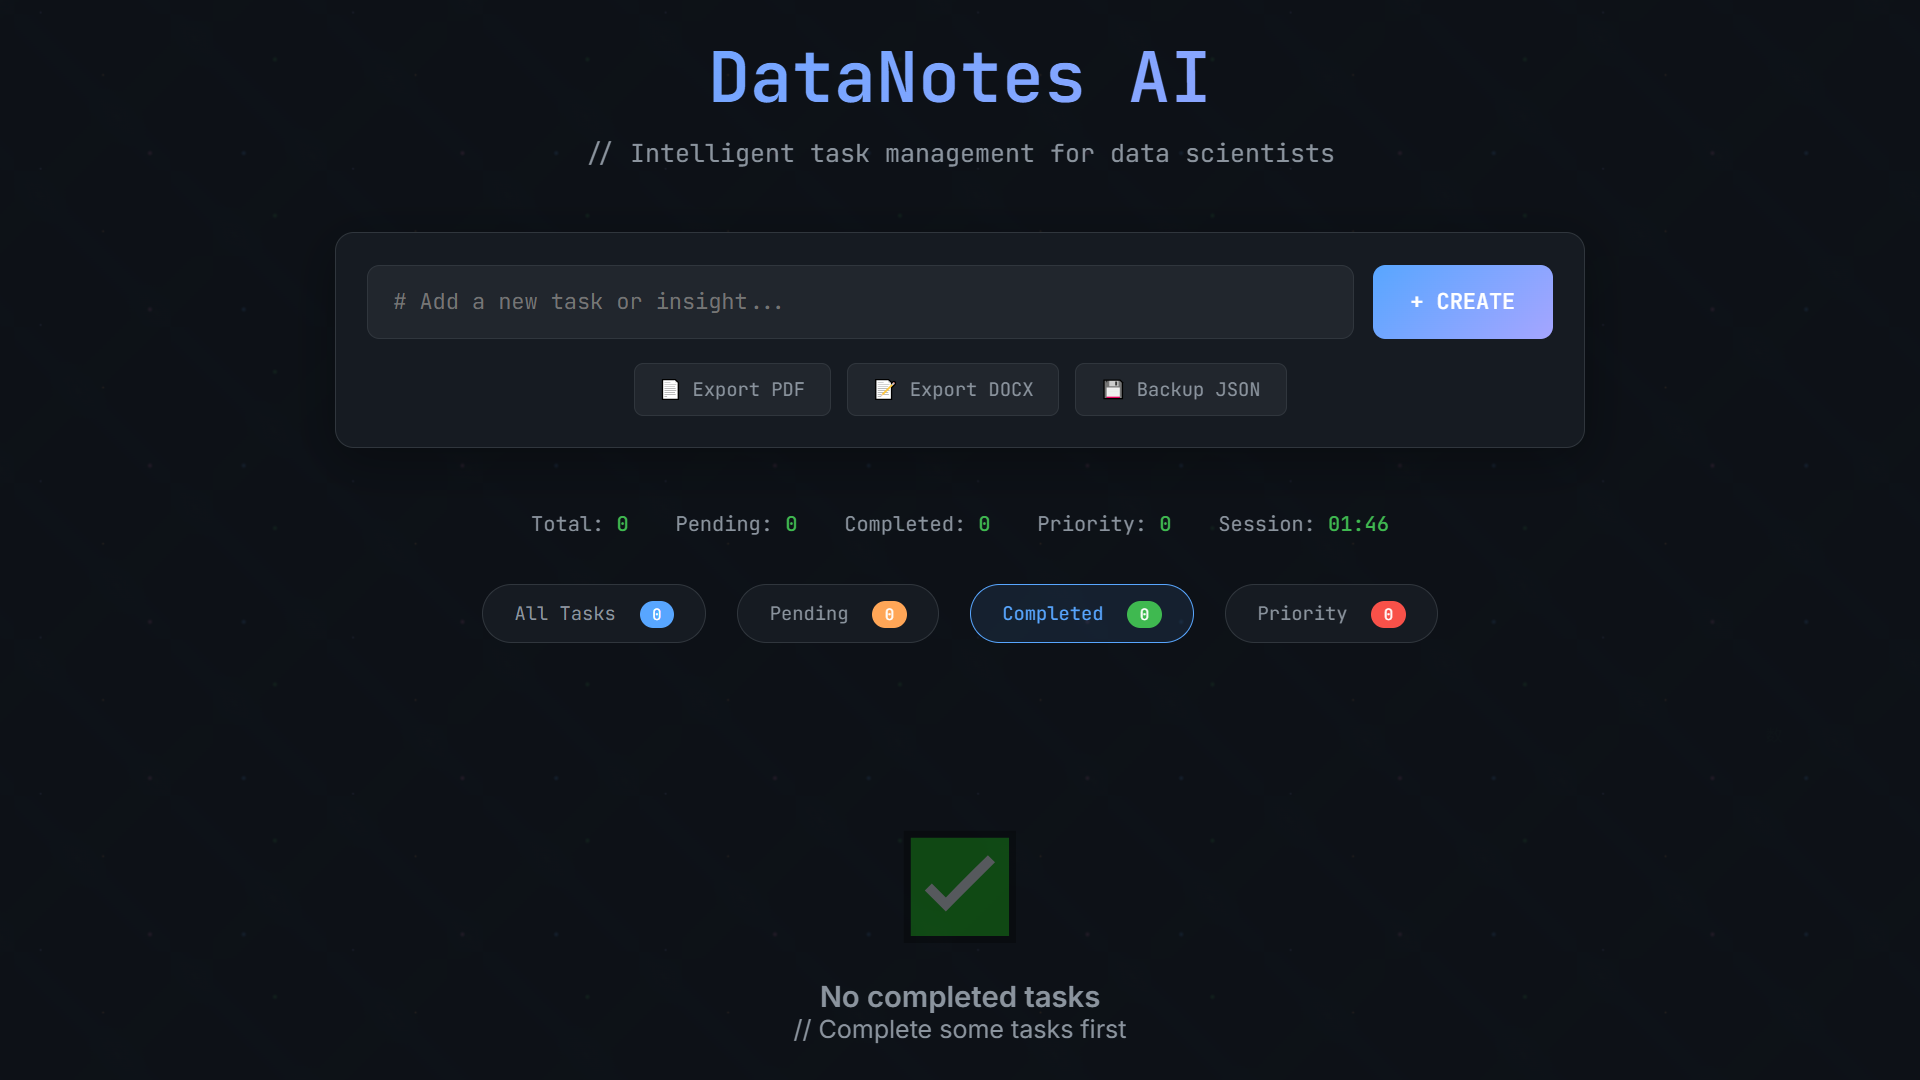 DataNotes AI
// Intelligent task management for data scientists
# Add a new task or insight...
+ CREATE
Export PDF
Export DOCX
Backup JSON
Total: 0 Pending: 0 Completed: 0 Priority: 0 Session: 01:46
All Tasks 0
Pending 0
Completed 0
Priority 0
No completed tasks
// Complete some tasks first